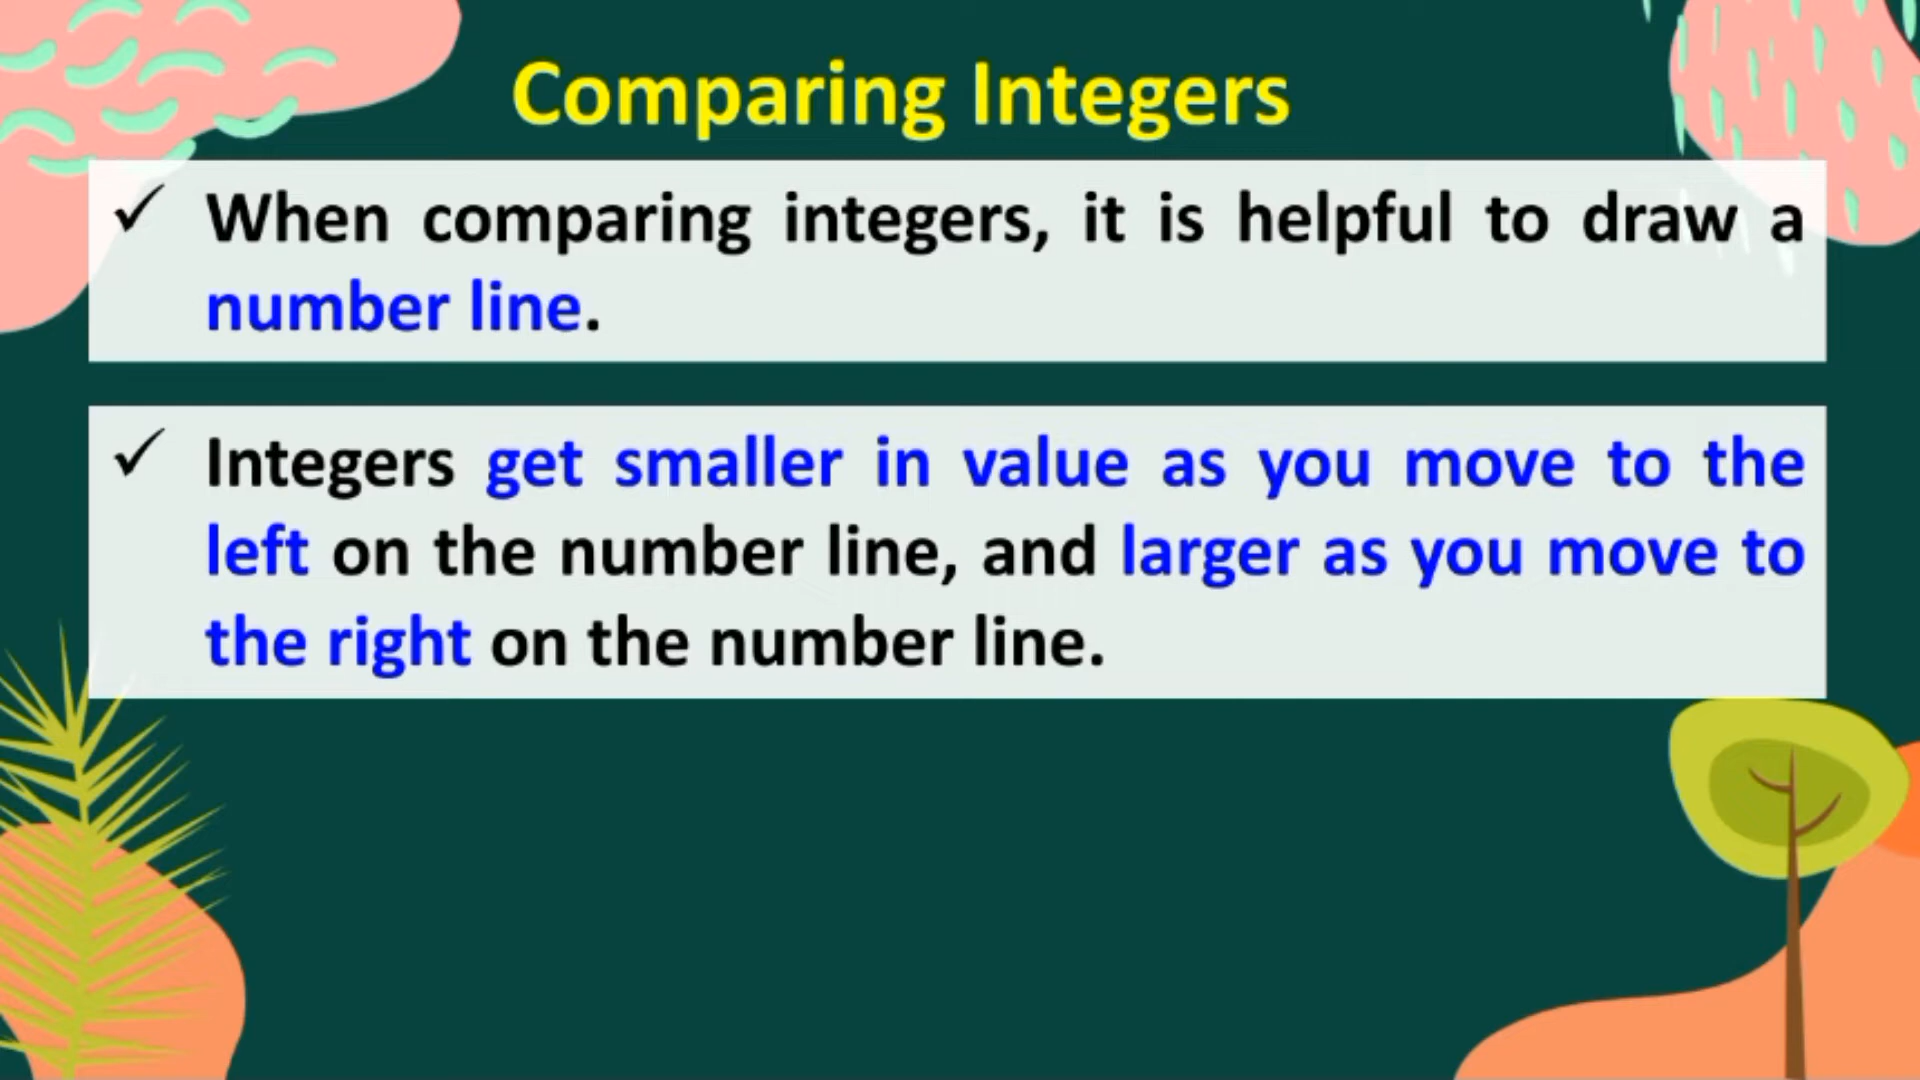 Comparing Integers
✓ When comparing integers, it is helpful to draw a
number line.
✓ Integers get smaller in value as you move to the
left on the number line, and larger as you move to
the right on the number line.